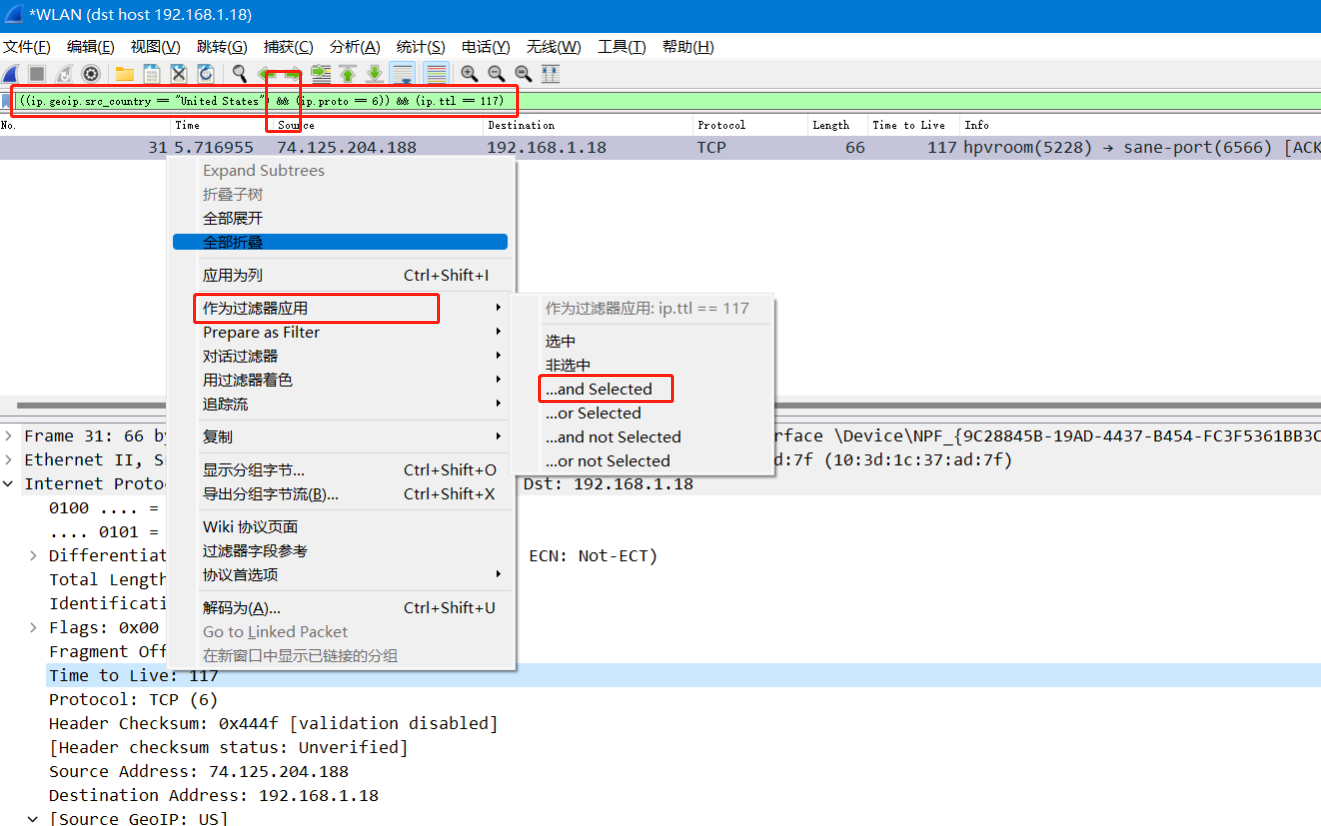 *WLAN (dst host 192.168.1.18)
文件(F) 编辑(E) 视图(V) 跳转(G) 捕获(C) 分析(A) 统计(S) 电话(Y) 无线(W) 工具(T) 帮助(H)
((ip.geoip.src_country == "United States") && (ip.proto == 6)) && (ip.ttl == 117)
No. Time Source Destination Protocol Length Time to Live Info
31 5.716955 74.125.204.188 192.168.1.18 TCP 66 117 hpvroom(5228) → sane-port(6566) [ACK
Expand Subtrees
折叠子树
全部展开
全部折叠
应用为列 Ctrl+Shift+I
作为过滤器应用
Prepare as Filter
对话过滤器
用过滤器着色
追踪流
复制
显示分组字节... Ctrl+Shift+O
导出分组字节流(B)... Ctrl+Shift+X
Wiki 协议页面
过滤器字段参考
协议首选项
解码为(A)... Ctrl+Shift+U
Go to Linked Packet
在新窗口中显示已链接的分组
作为过滤器应用: ip.ttl == 117
选中
非选中
...and Selected
...or Selected
...and not Selected
...or not Selected
Frame 31: 66 by rface \Device\NPF_{9C28845B-19AD-4437-B454-FC3F5361BB3C
Ethernet II, S d:7f (10:3d:1c:37:ad:7f)
Internet Proto Dst: 192.168.1.18
0100 .... =
.... 0101 =
Differentiat ECN: Not-ECT)
Total Length
Identificati
Flags: 0x00
Fragment Off
Time to Live: 117
Protocol: TCP (6)
Header Checksum: 0x444f [validation disabled]
[Header checksum status: Unverified]
Source Address: 74.125.204.188
Destination Address: 192.168.1.18
[Source GeoIP: US]